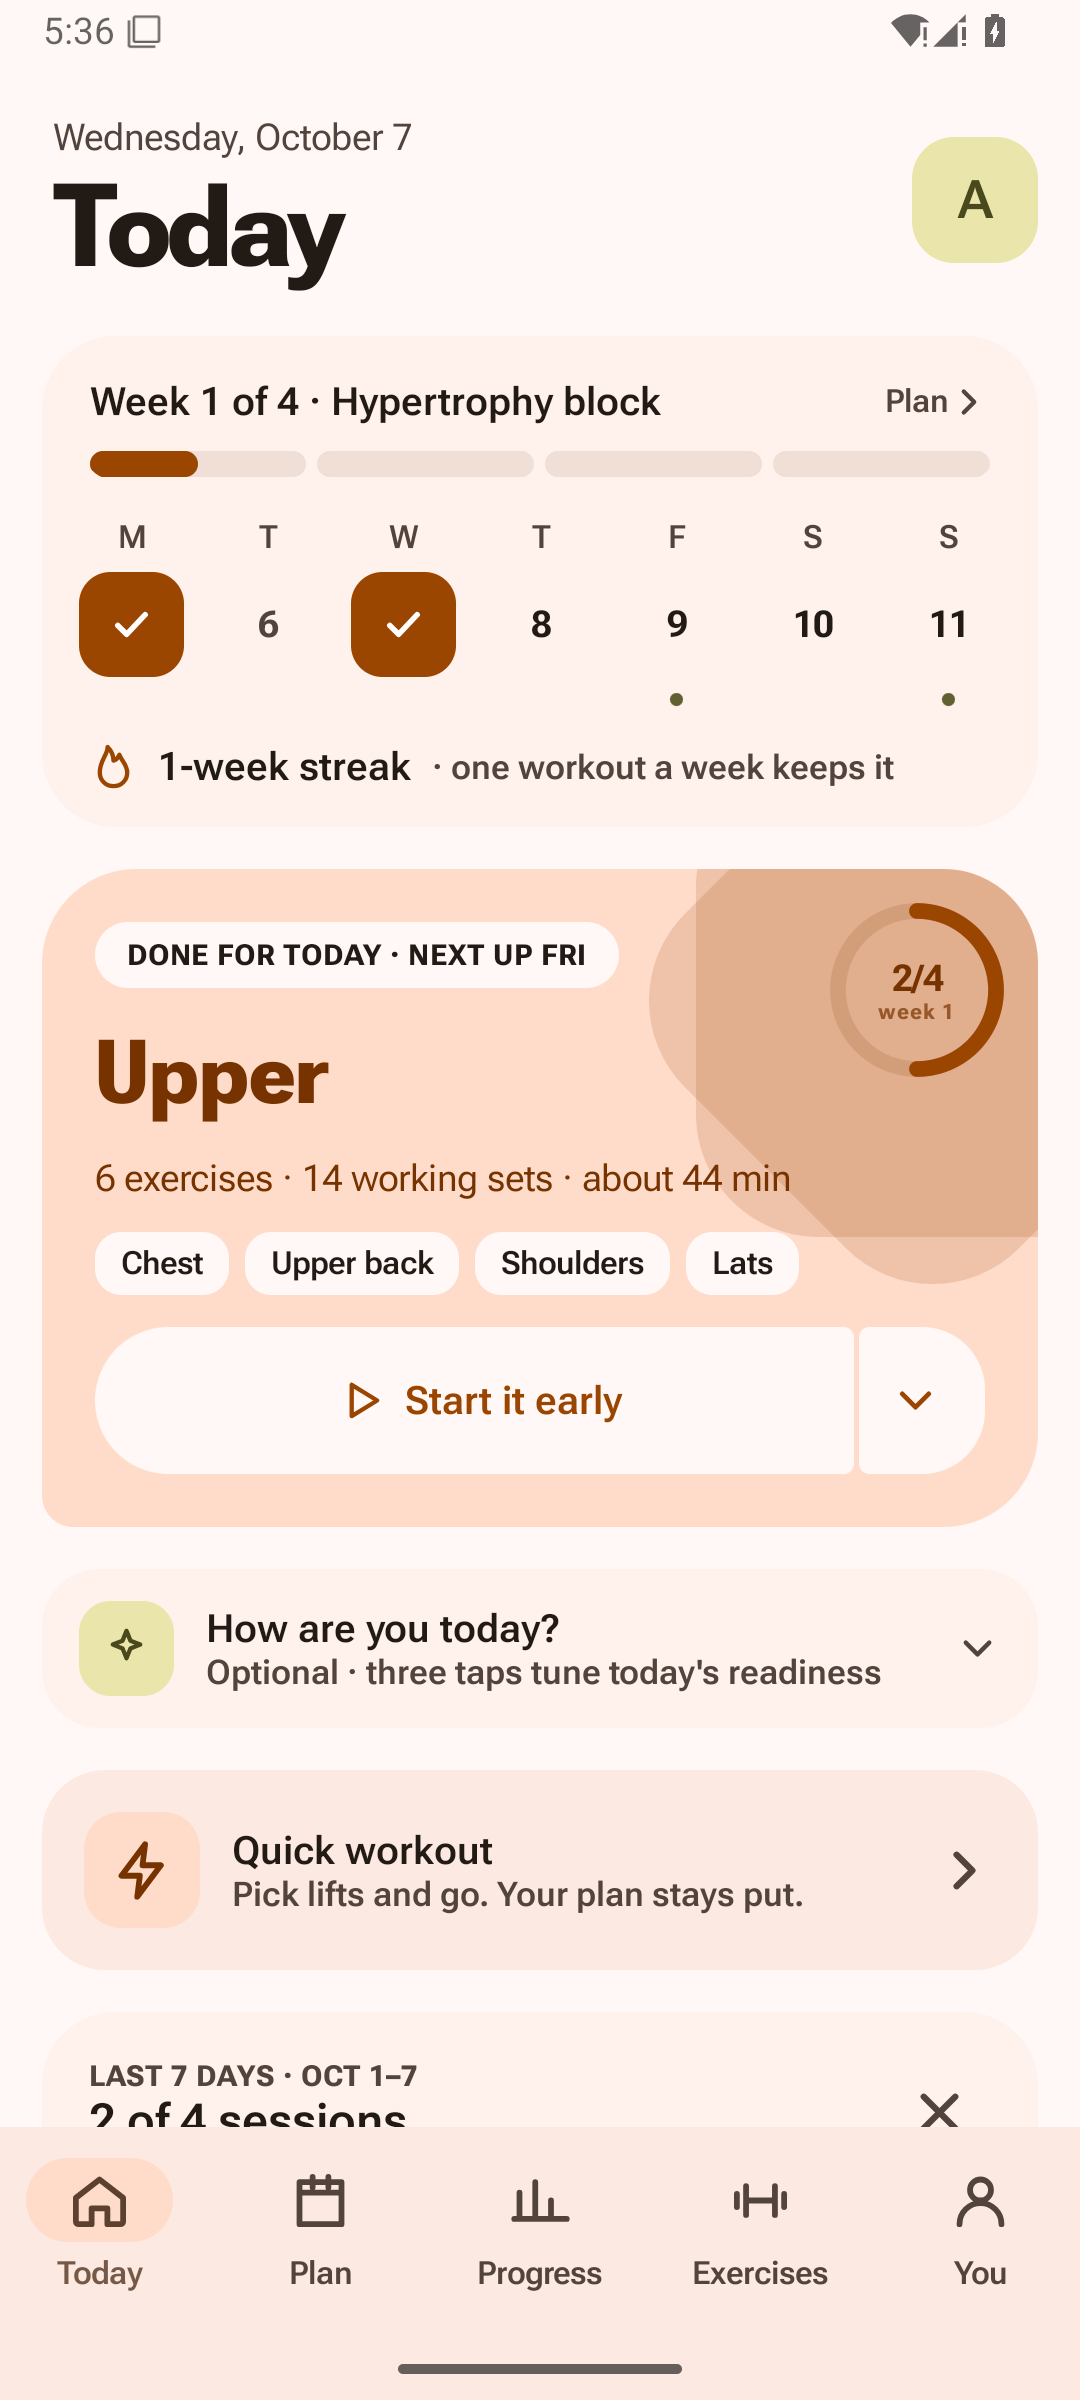 5:36
Wednesday, October 7
Today
A
Week 1 of 4 · Hypertrophy block
Plan
M T W T F S S
6 8 9 10 11
1-week streak · one workout a week keeps it
DONE FOR TODAY · NEXT UP FRI
2/4
week 1
Upper
6 exercises · 14 working sets · about 44 min
Chest Upper back Shoulders Lats
Start it early
How are you today?
Optional · three taps tune today's readiness
Quick workout
Pick lifts and go. Your plan stays put.
LAST 7 DAYS · OCT 1–7
2 of 4 sessions
Today Plan Progress Exercises You